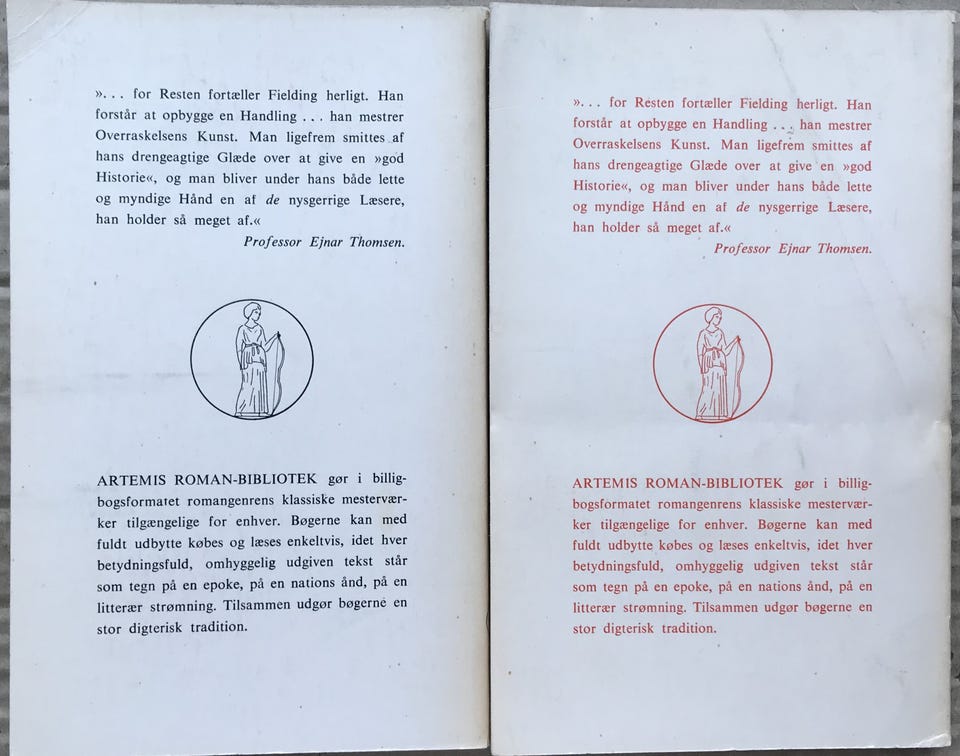 ». . . for Resten fortæller Fielding herligt. Han
forstår at opbygge en Handling . . . han mestrer
Overraskelsens Kunst. Man ligefrem smittes af
hans drengeagtige Glæde over at give en »god
Historie«, og man bliver under hans både lette
og myndige Hånd en af de nysgerrige Læsere,
han holder så meget af.«
Professor Ejnar Thomsen.
ARTEMIS ROMAN-BIBLIOTEK gør i billig-
bogsformatet romangenrens klassiske mestervær-
ker tilgængelige for enhver. Bøgerne kan med
fuldt udbytte købes og læses enkeltvis, idet hver
betydningsfuld, omhyggelig udgiven tekst står
som tegn på en epoke, på en nations ånd, på en
litterær strømning. Tilsammen udgør bøgerne en
stor digterisk tradition.
». . . for Resten fortæller Fielding herligt. Han
forstår at opbygge en Handling . . . han mestrer
Overraskelsens Kunst. Man ligefrem smittes af
hans drengeagtige Glæde over at give en »god
Historie«, og man bliver under hans både lette
og myndige Hånd en af de nysgerrige Læsere,
han holder så meget af.«
Professor Ejnar Thomsen.
ARTEMIS ROMAN-BIBLIOTEK gør i billig-
bogsformatet romangenrens klassiske mestervær-
ker tilgængelige for enhver. Bøgerne kan med
fuldt udbytte købes og læses enkeltvis, idet hver
betydningsfuld, omhyggelig udgiven tekst står
som tegn på en epoke, på en nations ånd, på en
litterær strømning. Tilsammen udgør bøgerne en
stor digterisk tradition.